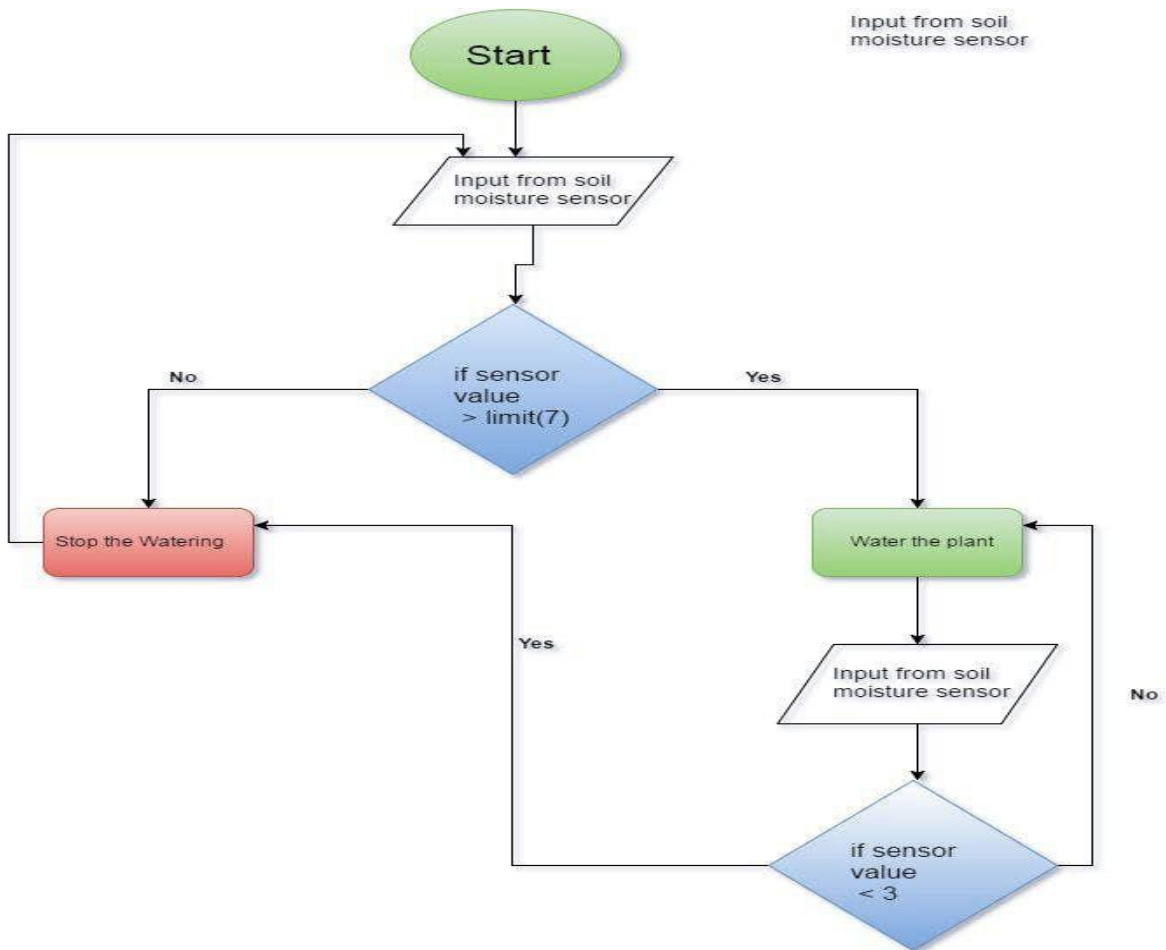 Input from soil
moisture sensor
Start
Input from soil
moisture sensor
if sensor
value
> limit(7)
No
Yes
Stop the Watering
Water the plant
Yes
Input from soil
moisture sensor
No
if sensor
value
< 3